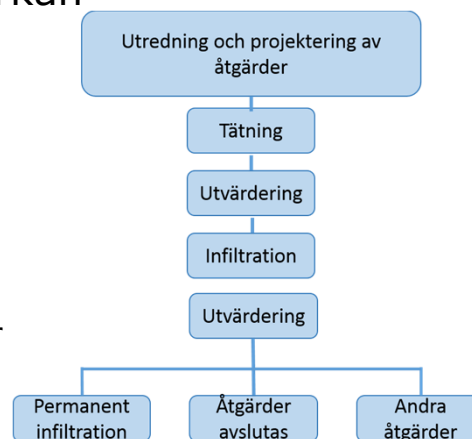 Utredning och projektering av
åtgärder
Tätning
Utvärdering
Infiltration
Utvärdering
Permanent
infiltration
Åtgärder
avslutas
Andra
åtgärder